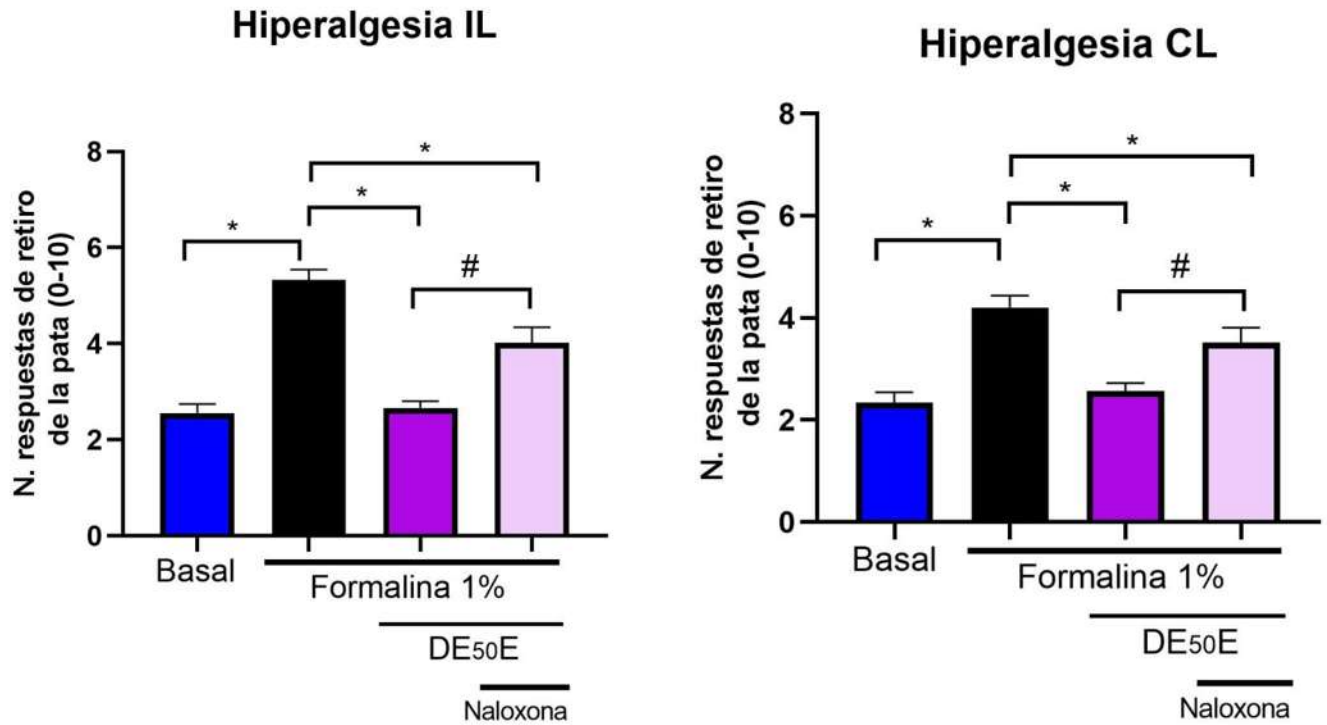 Hiperalgesia IL
N. respuestas de retiro
de la pata (0-10)
8
6
4
2
0
*
*
*
#
Basal
Formalina 1%
DE50E
Naloxona
Hiperalgesia CL
N. respuestas de retiro
de la pata (0-10)
8
6
4
2
0
*
*
*
#
Basal
Formalina 1%
DE50E
Naloxona